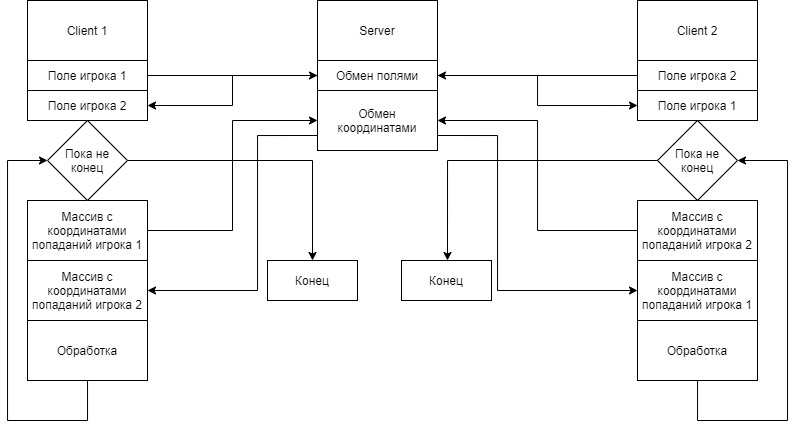 Client 1
Server
Client 2
Поле игрока 1
Обмен полями
Поле игрока 2
Поле игрока 2
Обмен
координатами
Поле игрока 1
Пока не
конец
Пока не
конец
Массив с
координатами
попаданий игрока 1
Массив с
координатами
попаданий игрока 2
Массив с
координатами
попаданий игрока 2
Конец
Конец
Массив с
координатами
попаданий игрока 1
Обработка
Обработка